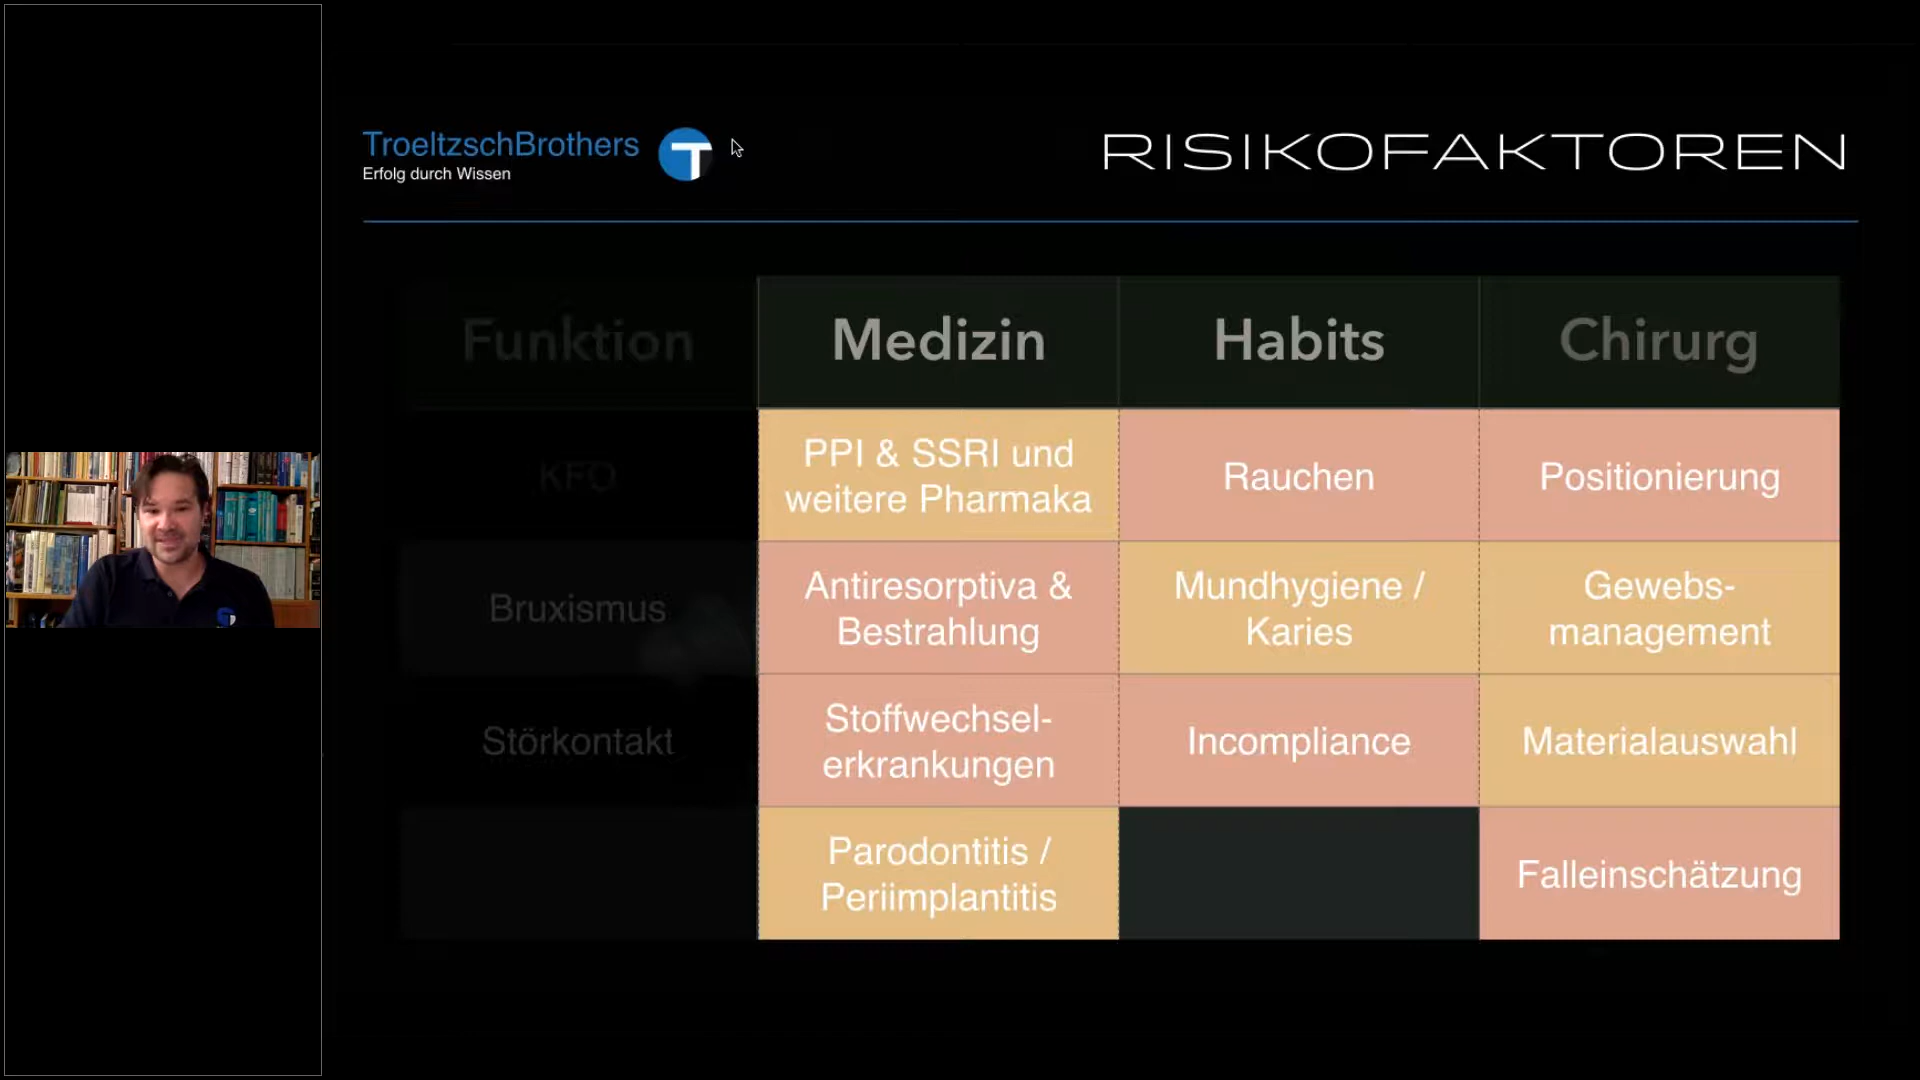 TroeltzschBrothers
Erfolg durch Wissen
T
RISIKOFAKTOREN
Funktion
Medizin
Habits
Chirurg
KFO
PPI & SSRI und
weitere Pharmaka
Rauchen
Positionierung
Bruxismus
Antiresorptiva &
Bestrahlung
Mundhygiene /
Karies
Gewebs-
management
Störkontakt
Stoffwechsel-
erkrankungen
Incompliance
Materialauswahl
Parodontitis /
Periimplantitis
Falleinschätzung